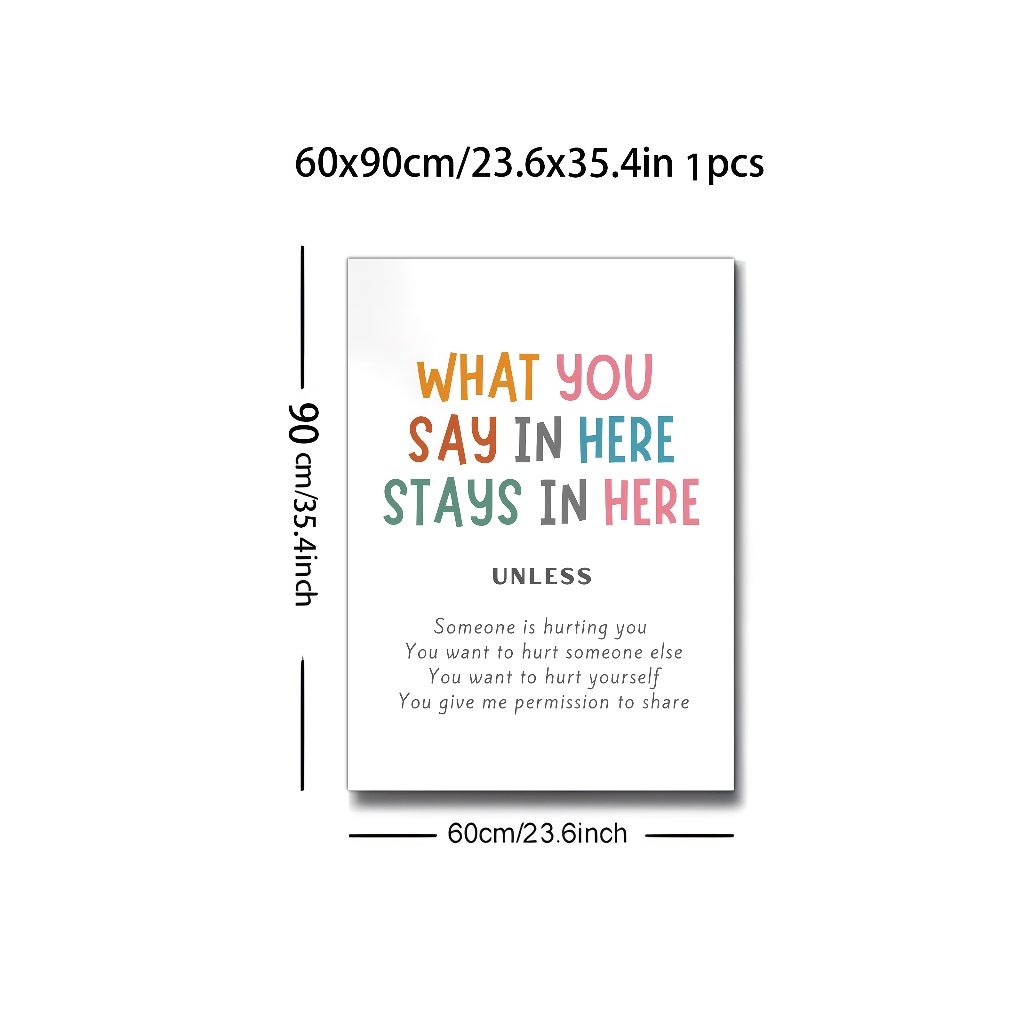 60x90cm/23.6x35.4in 1pcs
90 cm/35.4inch
WHAT YOU
SAY IN HERE
STAYS IN HERE
UNLESS
Someone is hurting you
You want to hurt someone else
You want to hurt yourself
You give me permission to share
60cm/23.6inch